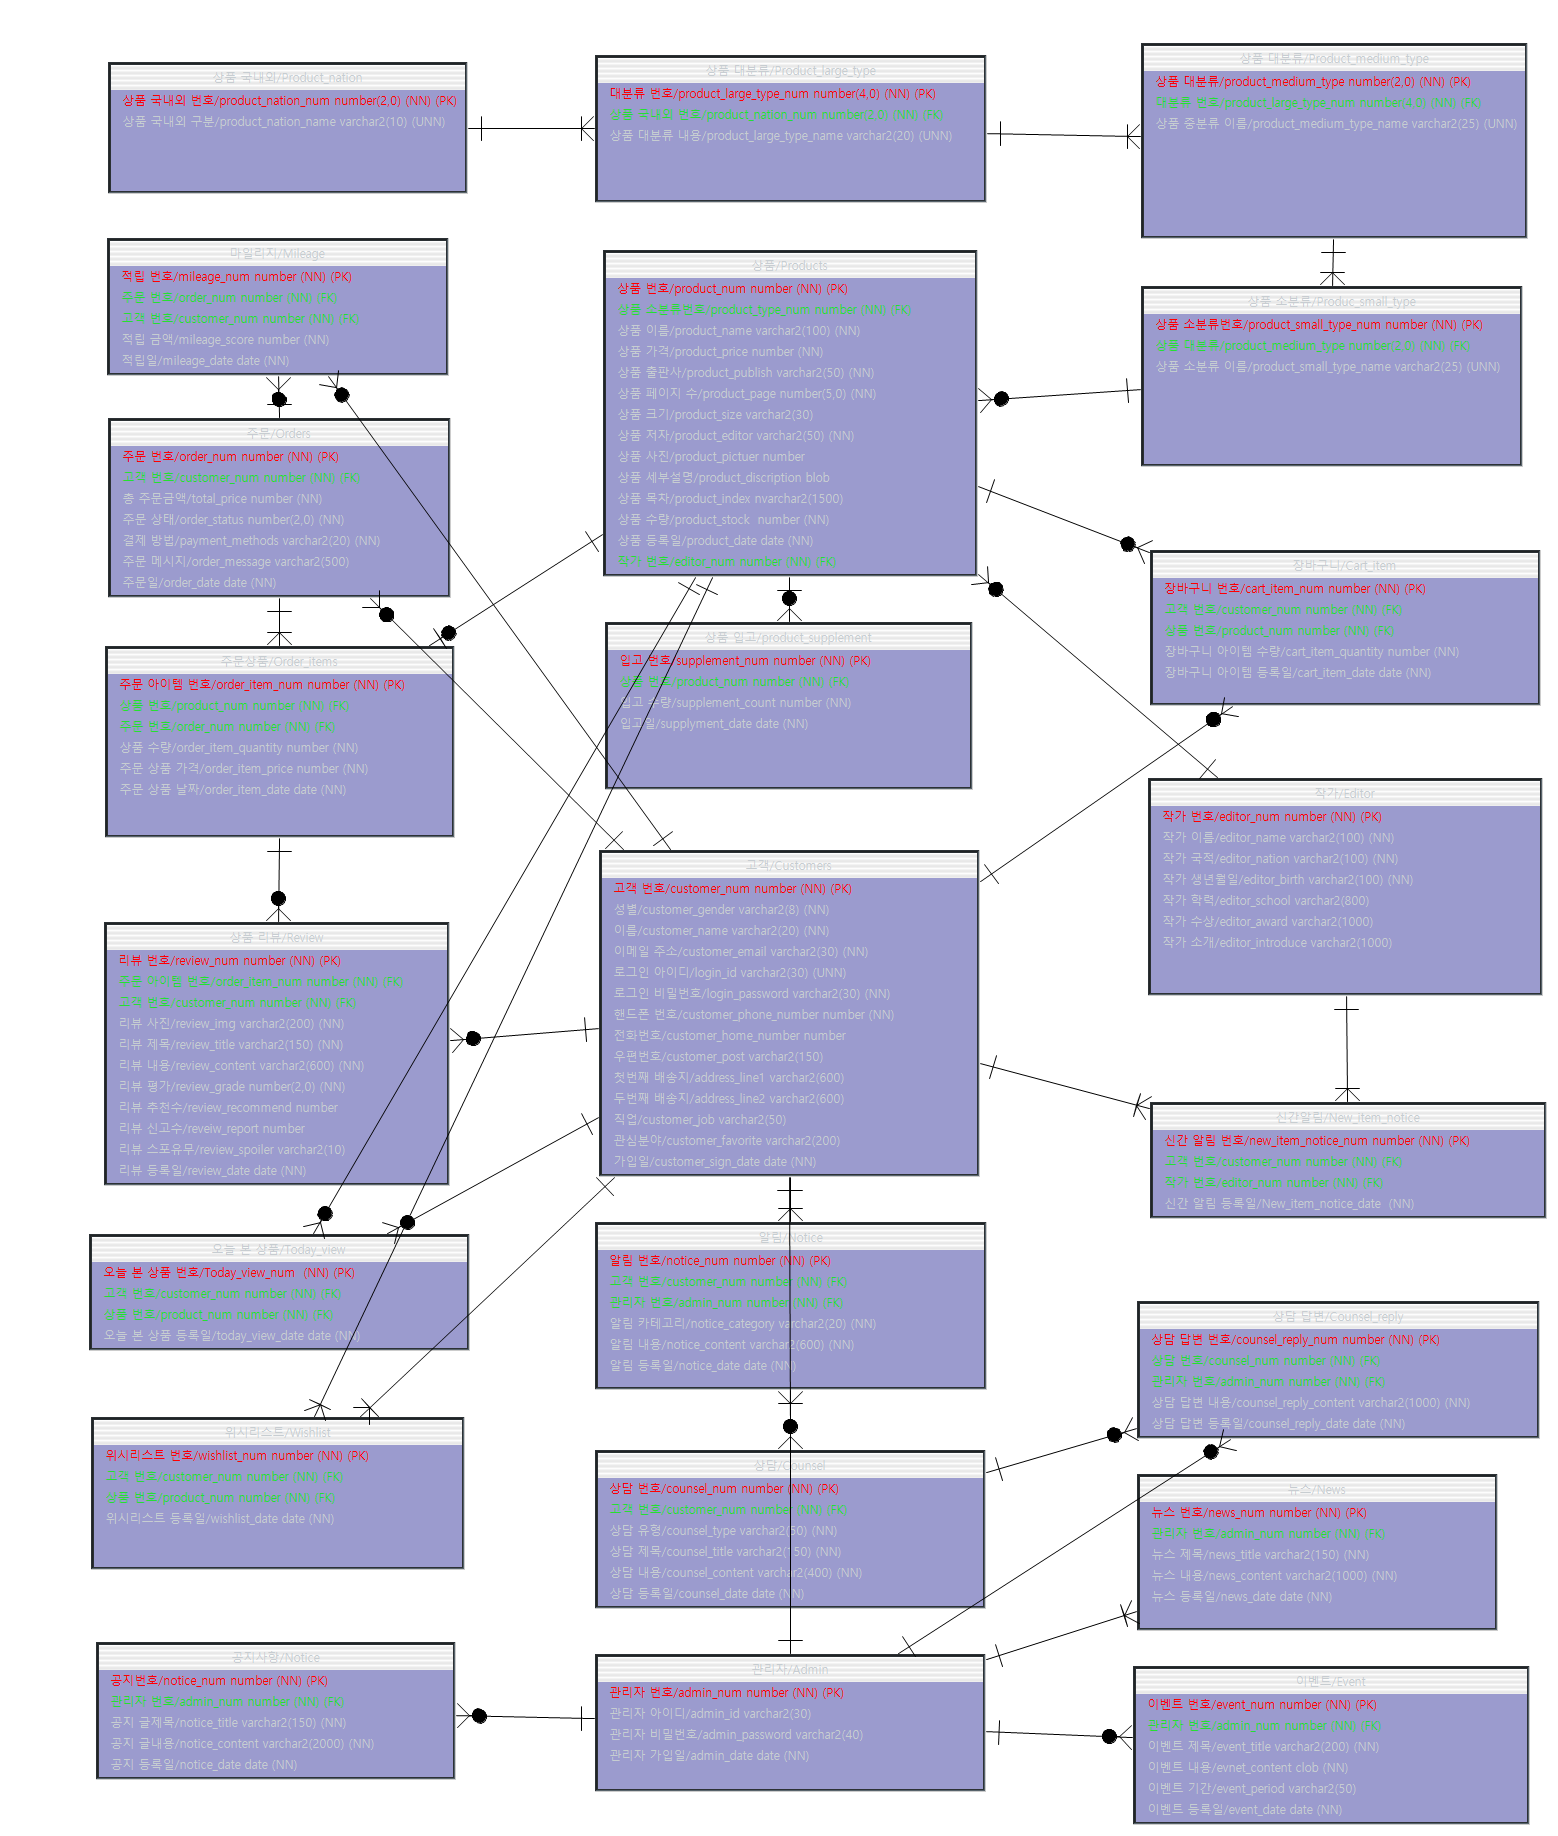 상품 국내외/Product_nation
상품 국내외 번호/product_nation_num number(2,0) (NN) (PK)
상품 국내외 구분/product_nation_name varchar2(10) (UNN)
상품 대분류/Product_large_type
대분류 번호/product_large_type_num number(4,0) (NN) (PK)
상품 국내외 번호/product_nation_num number(2,0) (NN) (FK)
상품 대분류 내용/product_large_type_name varchar2(20) (UNN)
상품 대분류/Product_medium_type
상품 대분류/product_medium_type number(2,0) (NN) (PK)
대분류 번호/product_large_type_num number(4,0) (NN) (FK)
상품 중분류 이름/product_medium_type_name varchar2(25) (UNN)
마일리지/Mileage
적립 번호/mileage_num number (NN) (PK)
주문 번호/order_num number (NN) (FK)
고객 번호/customer_num number (NN) (FK)
적립 금액/mileage_score number (NN)
적립일/mileage_date date (NN)
상품/Products
상품 번호/product_num number (NN) (PK)
상품 소분류번호/product_type_num number (NN) (FK)
상품 이름/product_name varchar2(100) (NN)
상품 가격/product_price number (NN)
상품 출판사/product_publish varchar2(50) (NN)
상품 페이지 수/product_page number(5,0) (NN)
상품 크기/product_size varchar2(30)
상품 저자/product_editor varchar2(50) (NN)
상품 사진/product_pictuer number
상품 세부설명/product_discription blob
상품 목차/product_index nvarchar2(1500)
상품 수량/product_stock  number (NN)
상품 등록일/product_date date (NN)
작가 번호/editor_num number (NN) (FK)
상품 소분류/Produc_small_type
상품 소분류번호/product_small_type_num number (NN) (PK)
상품 대분류/product_medium_type number(2,0) (NN) (FK)
상품 소분류 이름/product_small_type_name varchar2(25) (UNN)
주문/Orders
주문 번호/order_num number (NN) (PK)
고객 번호/customer_num number (NN) (FK)
총 주문금액/total_price number (NN)
주문 상태/order_status number(2,0) (NN)
결제 방법/payment_methods varchar2(20) (NN)
주문 메시지/order_message varchar2(500)
주문일/order_date date (NN)
장바구니/Cart_item
장바구니 번호/cart_item_num number (NN) (PK)
고객 번호/customer_num number (NN) (FK)
상품 번호/product_num number (NN) (FK)
장바구니 아이템 수량/cart_item_quantity number (NN)
장바구니 아이템 등록일/cart_item_date date (NN)
주문상품/Order_items
주문 아이템 번호/order_item_num number (NN) (PK)
상품 번호/product_num number (NN) (FK)
주문 번호/order_num number (NN) (FK)
상품 수량/order_item_quantity number (NN)
주문 상품 가격/order_item_price number (NN)
주문 상품 날짜/order_item_date date (NN)
상품 입고/product_supplement
입고 번호/supplement_num number (NN) (PK)
상품 번호/product_num number (NN) (FK)
입고 수량/supplement_count number (NN)
입고일/supplyment_date date (NN)
작가/Editor
작가 번호/editor_num number (NN) (PK)
작가 이름/editor_name varchar2(100) (NN)
작가 국적/editor_nation varchar2(100) (NN)
작가 생년월일/editor_birth varchar2(100) (NN)
작가 학력/editor_school varchar2(800)
작가 수상/editor_award varchar2(1000)
작가 소개/editor_introduce varchar2(1000)
고객/Customers
고객 번호/customer_num number (NN) (PK)
성별/customer_gender varchar2(8) (NN)
이름/customer_name varchar2(20) (NN)
이메일 주소/customer_email varchar2(30) (NN)
로그인 아이디/login_id varchar2(30) (UNN)
로그인 비밀번호/login_password varchar2(30) (NN)
핸드폰 번호/customer_phone_number number (NN)
전화번호/customer_home_number number
우편번호/customer_post varchar2(150)
첫번째 배송지/address_line1 varchar2(600)
두번째 배송지/address_line2 varchar2(600)
직업/customer_job varchar2(50)
관심분야/customer_favorite varchar2(200)
가입일/customer_sign_date date (NN)
상품 리뷰/Review
리뷰 번호/review_num number (NN) (PK)
주문 아이템 번호/order_item_num number (NN) (FK)
고객 번호/customer_num number (NN) (FK)
리뷰 사진/review_img varchar2(200) (NN)
리뷰 제목/review_title varchar2(150) (NN)
리뷰 내용/review_content varchar2(600) (NN)
리뷰 평가/review_grade number(2,0) (NN)
리뷰 추천수/review_recommend number
리뷰 신고수/reveiw_report number
리뷰 스포유무/review_spoiler varchar2(10)
리뷰 등록일/review_date date (NN)
신간알림/New_item_notice
신간 알림 번호/new_item_notice_num number (NN) (PK)
고객 번호/customer_num number (NN) (FK)
작가 번호/editor_num number (NN) (FK)
신간 알림 등록일/New_item_notice_date  (NN)
오늘 본 상품/Today_view
오늘 본 상품 번호/Today_view_num  (NN) (PK)
고객 번호/customer_num number (NN) (FK)
상품 번호/product_num number (NN) (FK)
오늘 본 상품 등록일/today_view_date date (NN)
알림/Notice
알림 번호/notice_num number (NN) (PK)
고객 번호/customer_num number (NN) (FK)
관리자 번호/admin_num number (NN) (FK)
알림 카테고리/notice_category varchar2(20) (NN)
알림 내용/notice_content varchar2(600) (NN)
알림 등록일/notice_date date (NN)
상담 답변/Counsel_reply
상담 답변 번호/counsel_reply_num number (NN) (PK)
상담 번호/counsel_num number (NN) (FK)
관리자 번호/admin_num number (NN) (FK)
상담 답변 내용/counsel_reply_content varchar2(1000) (NN)
상담 답변 등록일/counsel_reply_date date (NN)
위시리스트/Wishlist
위시리스트 번호/wishlist_num number (NN) (PK)
고객 번호/customer_num number (NN) (FK)
상품 번호/product_num number (NN) (FK)
위시리스트 등록일/wishlist_date date (NN)
상담/Counsel
상담 번호/counsel_num number (NN) (PK)
고객 번호/customer_num number (NN) (FK)
상담 유형/counsel_type varchar2(50) (NN)
상담 제목/counsel_title varchar2(150) (NN)
상담 내용/counsel_content varchar2(400) (NN)
상담 등록일/counsel_date date (NN)
뉴스/News
뉴스 번호/news_num number (NN) (PK)
관리자 번호/admin_num number (NN) (FK)
뉴스 제목/news_title varchar2(150) (NN)
뉴스 내용/news_content varchar2(1000) (NN)
뉴스 등록일/news_date date (NN)
공지사항/Notice
공지번호/notice_num number (NN) (PK)
관리자 번호/admin_num number (NN) (FK)
공지 글제목/notice_title varchar2(150) (NN)
공지 글내용/notice_content varchar2(2000) (NN)
공지 등록일/notice_date date (NN)
관리자/Admin
관리자 번호/admin_num number (NN) (PK)
관리자 아이디/admin_id varchar2(30)
관리자 비밀번호/admin_password varchar2(40)
관리자 가입일/admin_date date (NN)
이벤트/Event
이벤트 번호/event_num number (NN) (PK)
관리자 번호/admin_num number (NN) (FK)
이벤트 제목/event_title varchar2(200) (NN)
이벤트 내용/evnet_content clob (NN)
이벤트 기간/event_period varchar2(50)
이벤트 등록일/event_date date (NN)